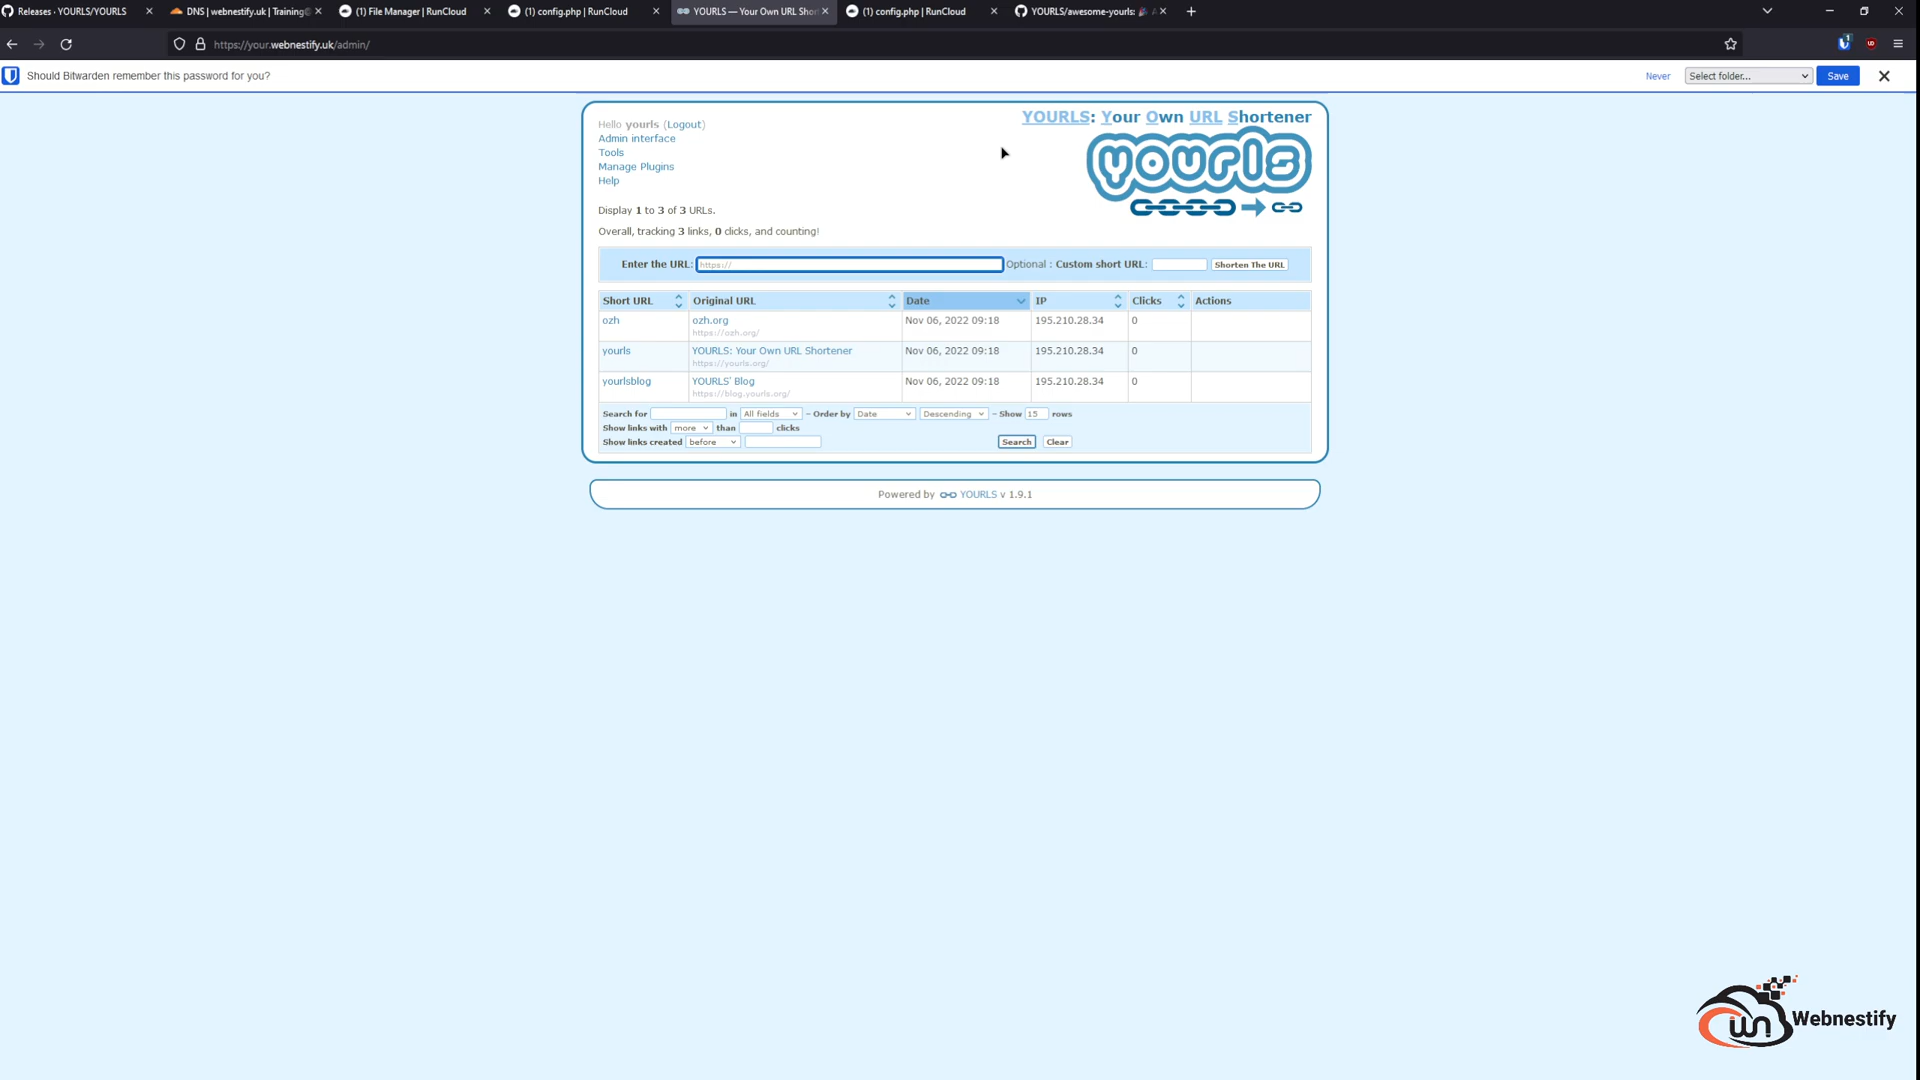 Releases · YOURLS/YOURLS
DNS | webnestify.uk | Training
(1) File Manager | RunCloud
(1) config.php | RunCloud
YOURLS — Your Own URL Shor
(1) config.php | RunCloud
YOURLS/awesome-yourls: 🎉 A
https://your.webnestify.uk/admin/
Should Bitwarden remember this password for you?
Never
Select folder...
Save
YOURLS: Your Own URL Shortener
yourls
Hello yourls (Logout)
Admin interface
Tools
Manage Plugins
Help
Display 1 to 3 of 3 URLs.
Overall, tracking 3 links, 0 clicks, and counting!
Enter the URL: https:// Optional : Custom short URL: Shorten The URL
Short URL Original URL Date IP Clicks Actions
ozh ozh.org Nov 06, 2022 09:18 195.210.28.34 0
https://ozh.org/
yourls YOURLS: Your Own URL Shortener Nov 06, 2022 09:18 195.210.28.34 0
https://yourls.org/
yourlsblog YOURLS' Blog Nov 06, 2022 09:18 195.210.28.34 0
https://blog.yourls.org/
Search for in All fields – Order by Date Descending – Show 15 rows
Show links with more than clicks
Show links created before Search Clear
Powered by YOURLS v 1.9.1
wn Webnestify